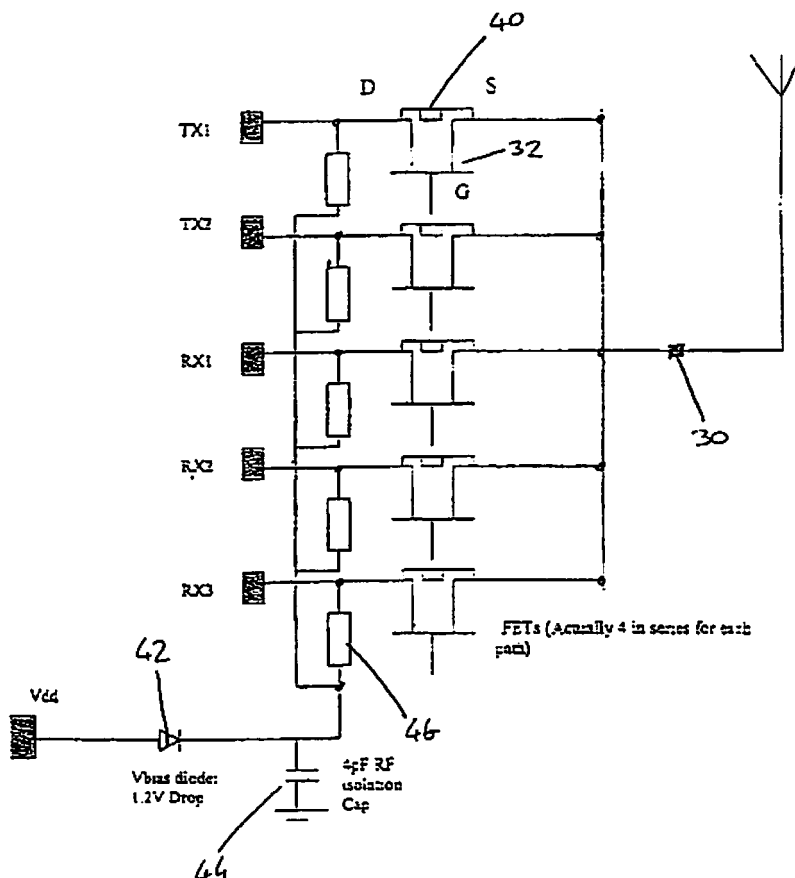 40
D
S
TX1
32
G
TX2
RX1
30
RX2
RX3
FETs (Actually 4 in series for each
path)
42
Vdd
46
Vbias diode:
1.2V Drop
4pF RF
isolation
Cap
44